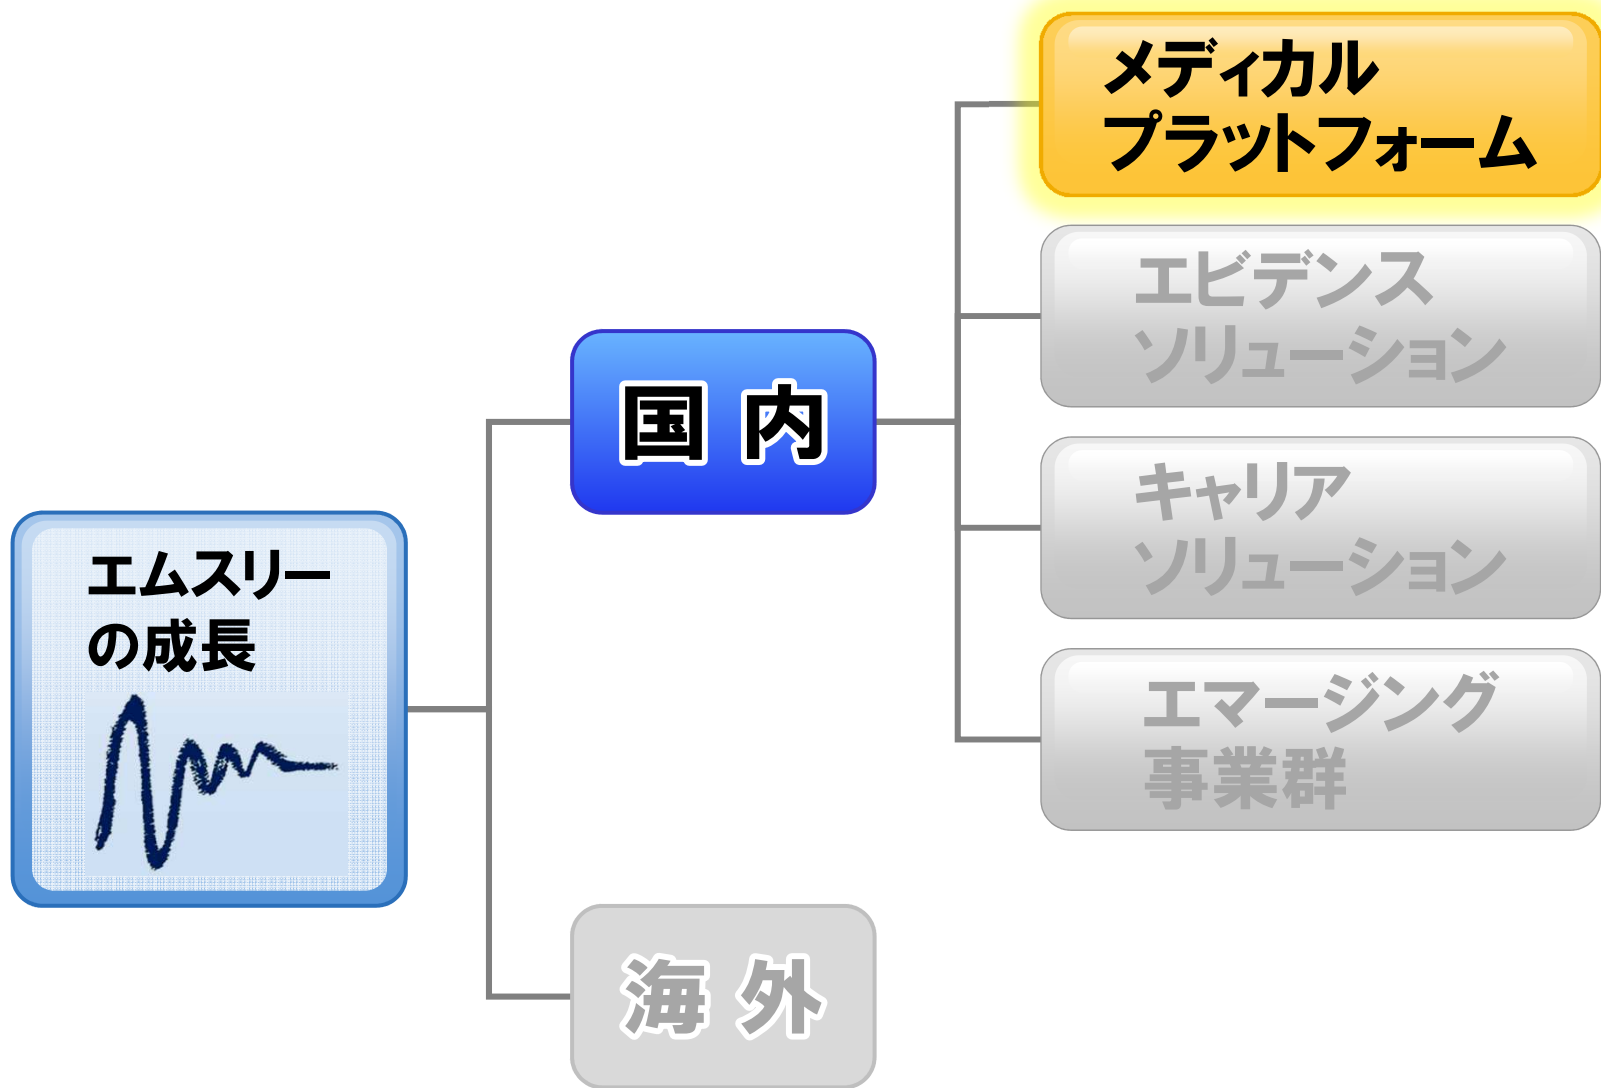 メディカル
プラットフォーム
エビデンス
ソリューション
国内
キャリア
ソリューション
エムスリー
の成長
エマージング
事業群
海外